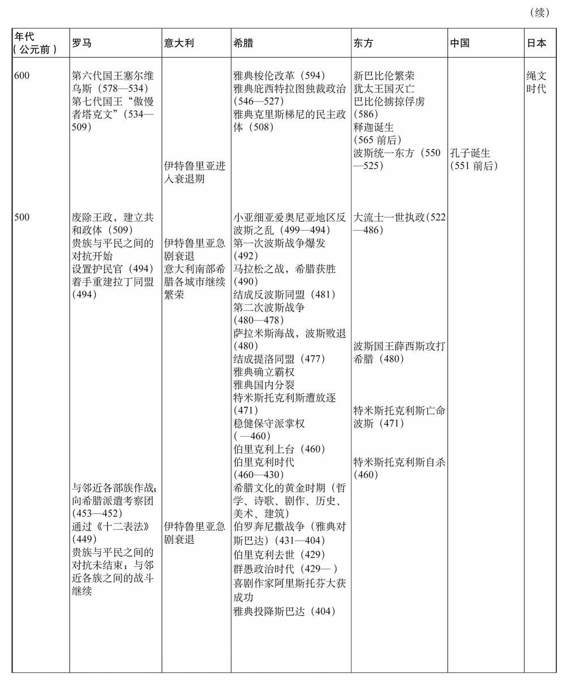 （续）
年代
（公元前）
罗马
意大利
希腊
东方
中国
日本
600
第六代国王塞尔维
乌斯（578—534）
第七代国王“傲慢
者塔克文”（534—
509）
伊特鲁里亚进
入衰退期
雅典梭伦改革（594）
雅典庇西特拉图独裁政治
（546—527）
雅典克里斯梯尼的民主政
体（508）
新巴比伦繁荣
犹太王国灭亡
巴比伦掳掠俘虏
（586）
释迦诞生
（565 前后）
波斯统一东方（550
—525）
孔子诞生
（551 前后）
绳文
时代
500
废除王政，建立共
和政体（509）
贵族与平民之间的
对抗开始
设置护民官（494）
着手重建拉丁同盟
（494）
与邻近各部族作战；
向希腊派遣考察团
（453—452）
通过《十二表法》
（449）
贵族与平民之间的
对抗未结束；与邻
近各族之间的战斗
继续
伊特鲁里亚急
剧衰退
意大利南部希
腊各城市继续
繁荣
伊特鲁里亚急
剧衰退
小亚细亚爱奥尼亚地区反
波斯之乱（499—494）
第一次波斯战争爆发
（492）
马拉松之战，希腊获胜
（490）
结成反波斯同盟（481）
第二次波斯战争
（480—478）
萨拉米斯海战，波斯败退
（480）
结成提洛同盟（477）
雅典确立霸权
雅典国内分裂
特米斯托克利斯遭放逐
（471）
稳健保守派掌权
（ —460）
伯里克利上台（460）
伯里克利时代
（460—430）
希腊文化的黄金时期（哲
学、诗歌、剧作、历史、
美术、建筑）
伯罗奔尼撒战争（雅典对
斯巴达）（431—404）
伯里克利去世（429）
群愚政治时代（429— ）
喜剧作家阿里斯托芬大获
成功
雅典投降斯巴达（404）
大流士一世执政(522
—486）
波斯国王薛西斯攻打
希腊（480）
特米斯托克利斯亡命
波斯（471）
特米斯托克利斯自杀
（460）